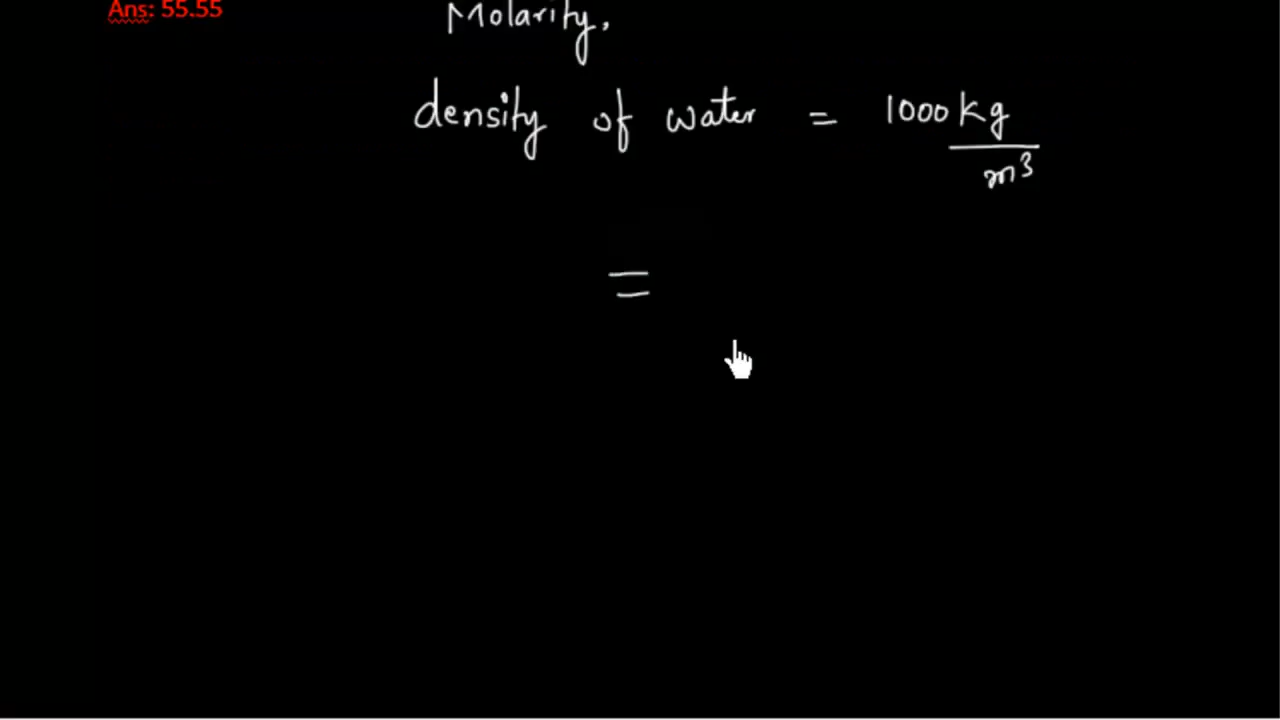 Ans: 55.55
Molarity.
density of water = 1000 kg
m³
=